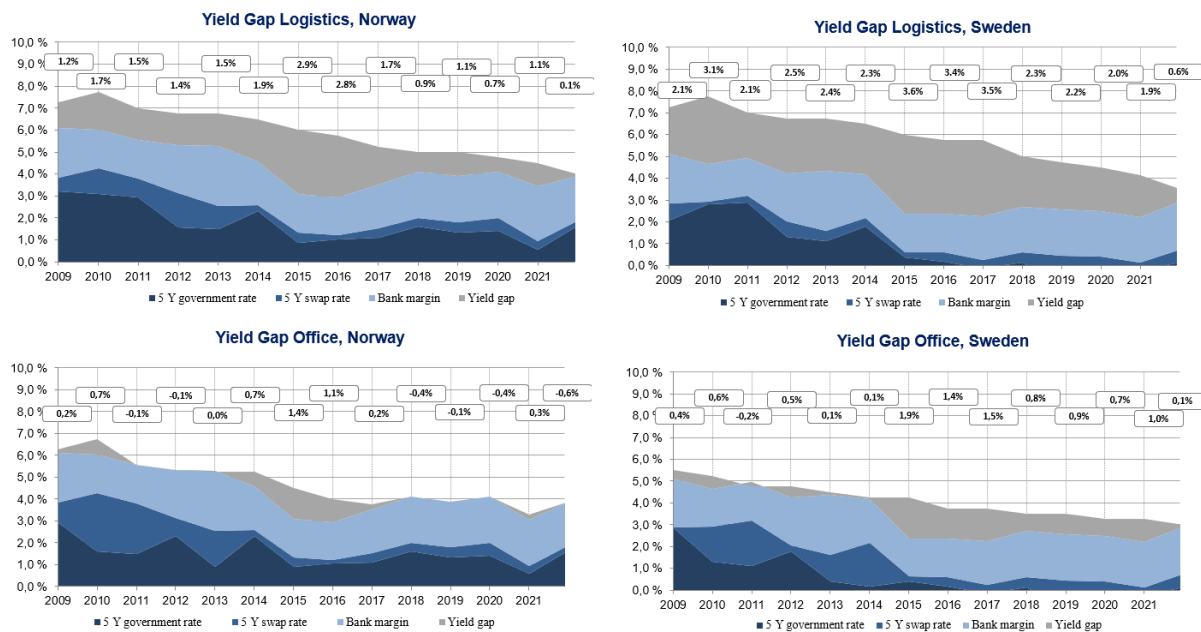 Yield Gap Logistics, Norway
10,0 %
9,0 %
8,0 %
7,0 %
6,0 %
5,0 %
4,0 %
3,0 %
2,0 %
1,0 %
0,0 %
1.2% 1.5% 1.5% 2.9% 1.7% 1.1% 1.1%
1.7% 1.4% 1.9% 2.8% 0.9% 0.7% 0.1%
2009 2010 2011 2012 2013 2014 2015 2016 2017 2018 2019 2020 2021
5 Y government rate 5 Y swap rate Bank margin Yield gap
Yield Gap Logistics, Sweden
10,0 %
9,0 %
8,0 %
7,0 %
6,0 %
5,0 %
4,0 %
3,0 %
2,0 %
1,0 %
0,0 %
3.1% 2.5% 2.3% 3.4% 2.3% 2.0% 0.6%
2.1% 2.1% 2.4% 3.6% 3.5% 2.2% 1.9%
2009 2010 2011 2012 2013 2014 2015 2016 2017 2018 2019 2020 2021
5 Y government rate 5 Y swap rate Bank margin Yield gap
Yield Gap Office, Norway
10,0 %
9,0 %
8,0 %
7,0 %
6,0 %
5,0 %
4,0 %
3,0 %
2,0 %
1,0 %
0,0 %
0,7% -0,1% 0,7% 1,1% -0,4% -0,4% -0,6%
0,2% -0,1% 0,0% 1,4% 0,2% -0,1% 0,3%
2009 2010 2011 2012 2013 2014 2015 2016 2017 2018 2019 2020 2021
5 Y government rate 5 Y swap rate Bank margin Yield gap
Yield Gap Office, Sweden
10,0 %
9,0 %
8,0 %
7,0 %
6,0 %
5,0 %
4,0 %
3,0 %
2,0 %
1,0 %
0,0 %
0,6% 0,5% 0,1% 1,4% 0,8% 0,7% 0,1%
0,4% -0,2% 0,1% 1,9% 1,5% 0,9% 1,0%
2009 2010 2011 2012 2013 2014 2015 2016 2017 2018 2019 2020 2021
5 Y government rate 5 Y swap rate Bank margin Yield gap